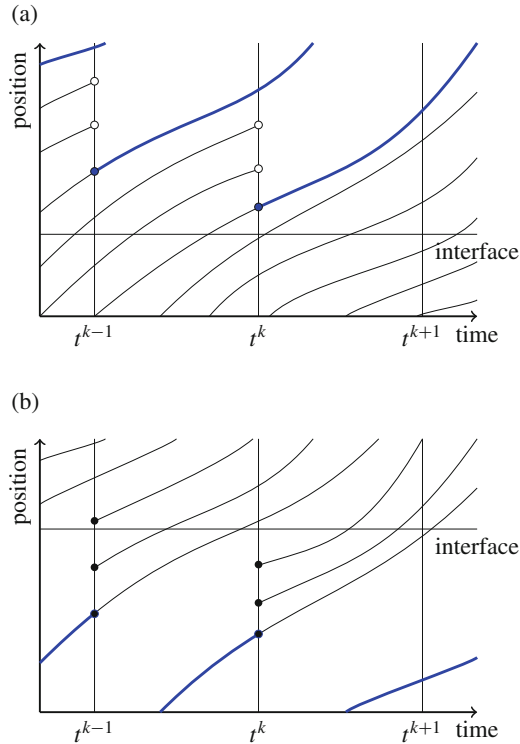 (a)
position
interface
t^{k−1}
t^k
t^{k+1}
time
(b)
position
interface
t^{k−1}
t^k
t^{k+1}
time